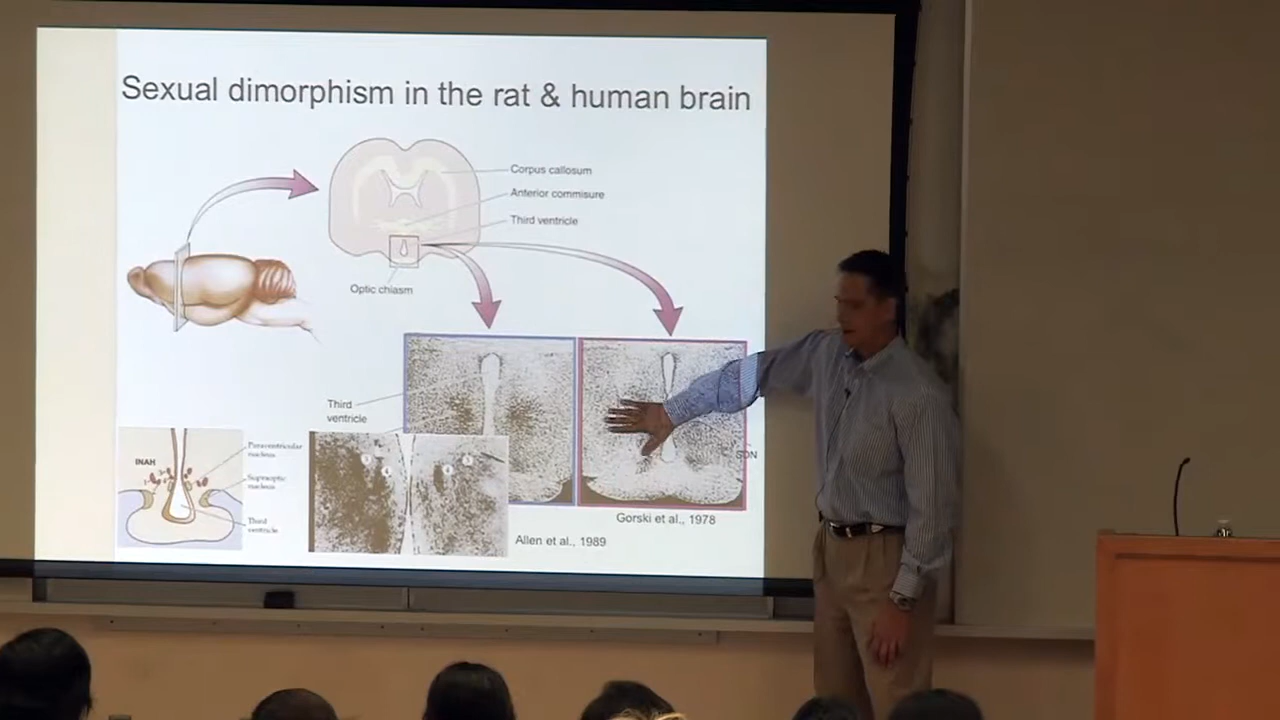 Sexual dimorphism in the rat & human brain
Corpus callosum
Anterior commisure
Third ventricle
Optic chiasm
Third
ventricle
INAH
Paraventricular
nucleus
Supraoptic
nucleus
Third
ventricle
SON
Gorski et al., 1978
Allen et al., 1989